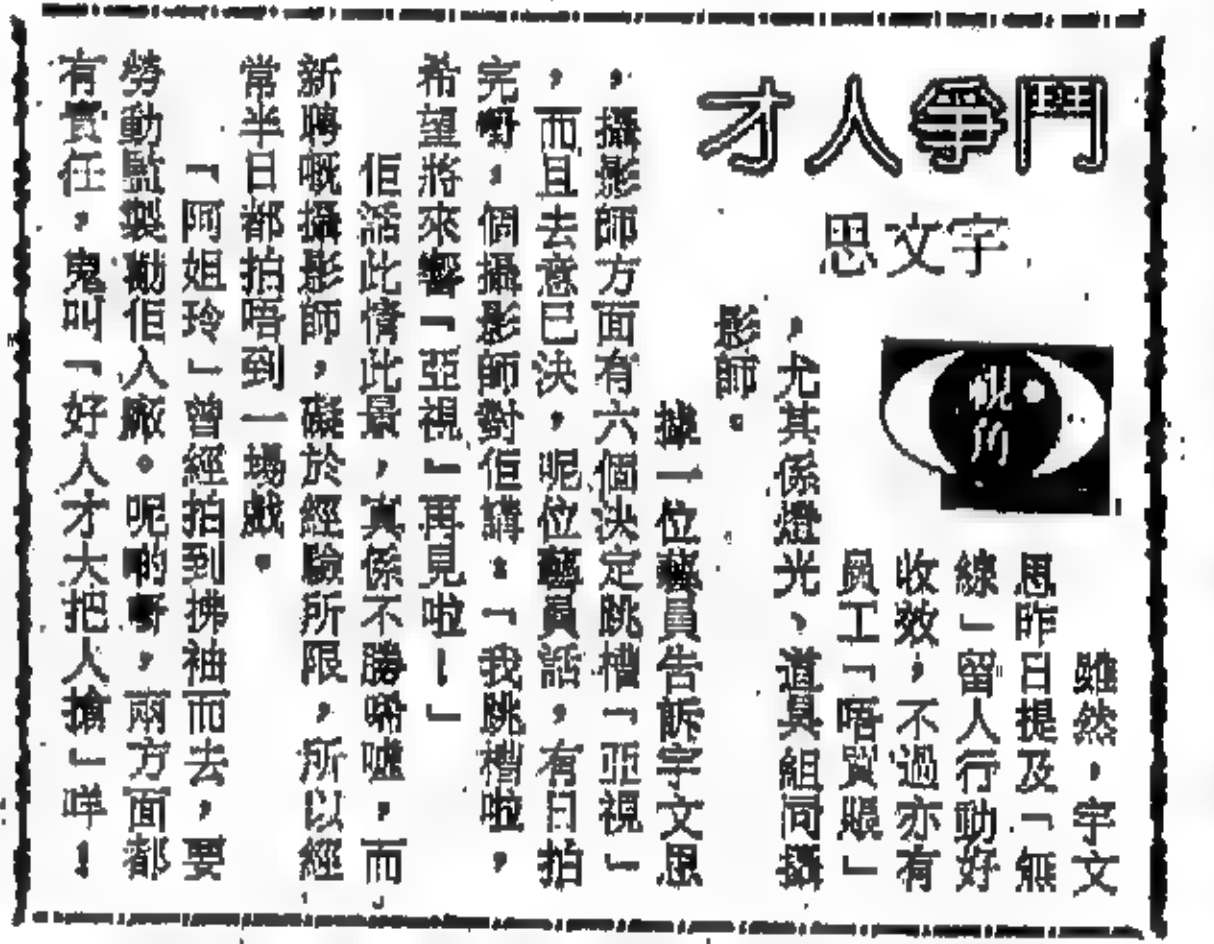 鬥爭人才
宇文思
視角
雖然，宇文
思昨日提及「無
線」留人行動好
收效，不過亦有
員工「唔買賬」
，尤其係燈光、道具組同攝
影師。
據一位藝員告訴宇文思
，攝影師方面有六個決定跳槽「亞視」
，而且去意已決，呢位藝員話，有日拍
完嘢，個攝影師對佢講：「我跳槽啦，
希望將來響「亞視」再見啦！」
佢話此情此景，真係不勝唏噓，而
新聘嘅攝影師，礙於經驗所限，所以經
常半日都拍唔到一場戲。
「阿姐玲」曾經拍到拂袖而去，要
勞動監製勸佢入廠。呢啲嘢，兩方面都
有責任，鬼叫「好人才大把人搶」咩！